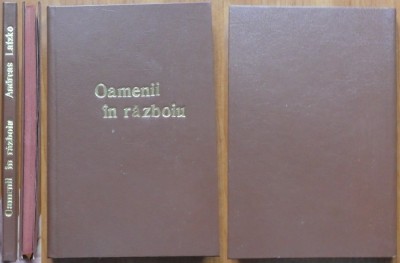 Oamenii în războiu Andreas Latzko
Oamenii
în războiu